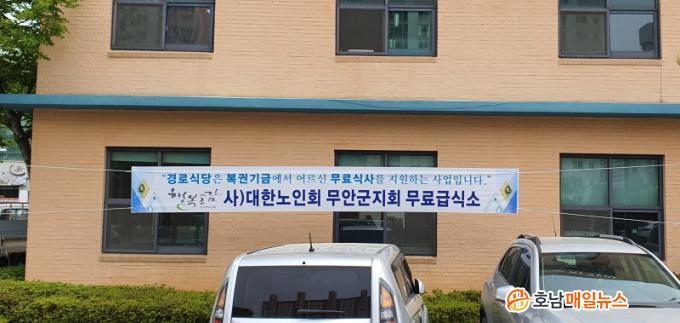 "경로식당은 복권기금에서 어르신 무료식사를 지원하는 사업입니다."
행복공감 사)대한노인회 무안군지회 무료급식소
호남매일뉴스